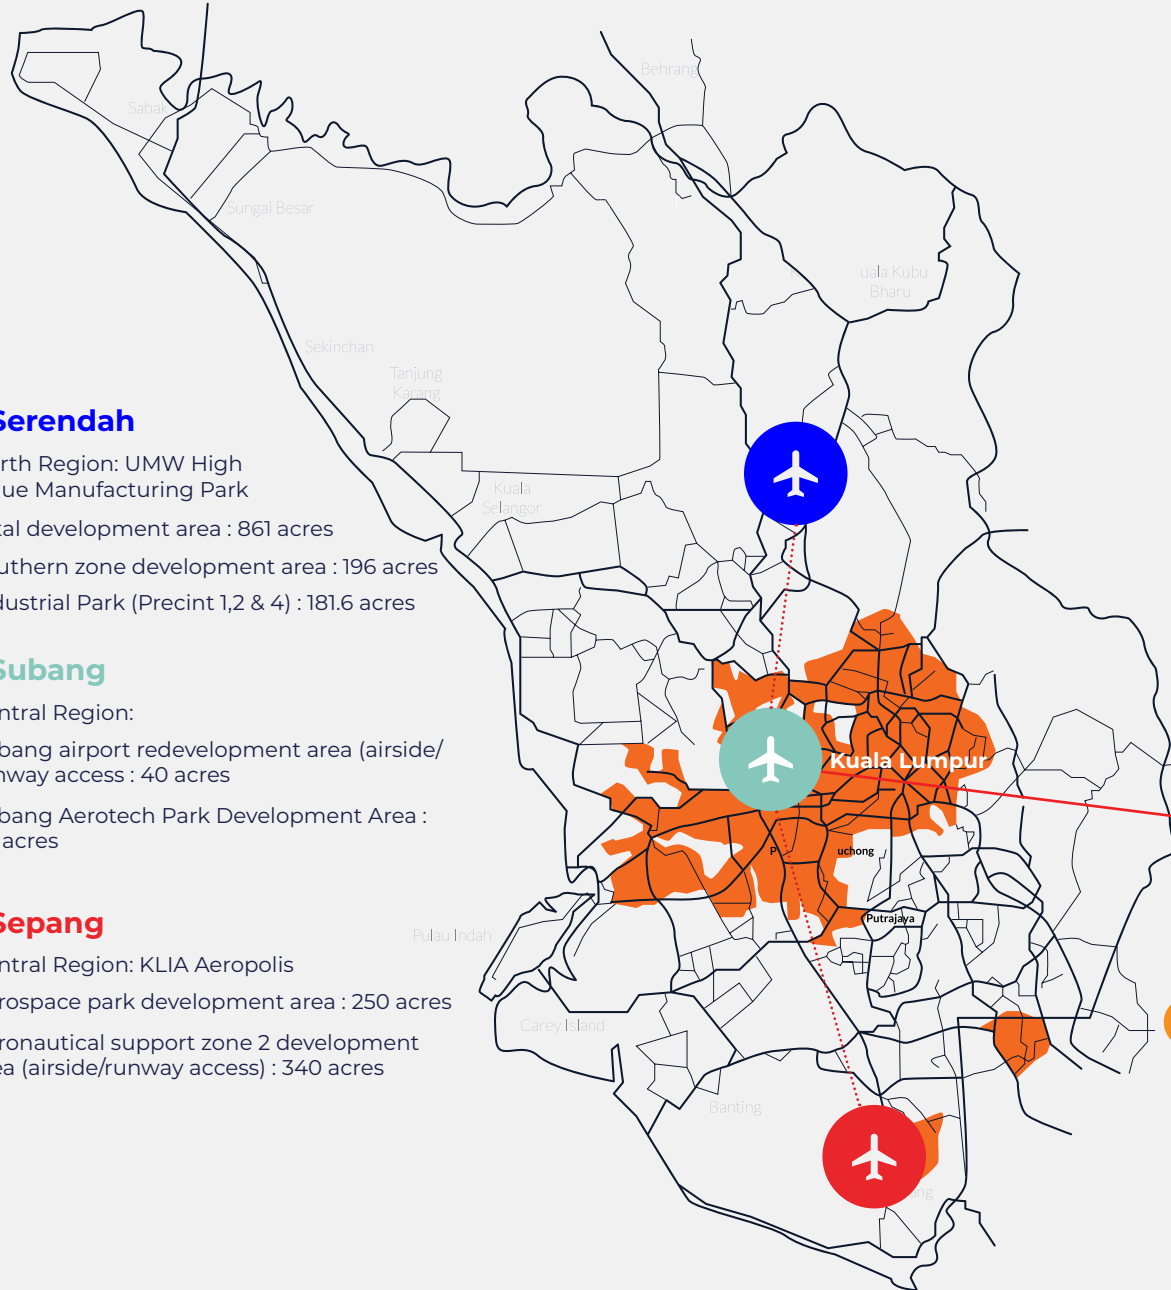 Behrang
Sabak
Sungai Besar
uala Kubu
Bharu
Sekinchan
Tanjung
Karang
Serendah
rth Region: UMW High
ue Manufacturing Park
Kuala
Selangor
tal development area : 861 acres
uthern zone development area : 196 acres
dustrial Park (Precint 1,2 & 4) : 181.6 acres
Subang
ntral Region:
bang airport redevelopment area (airside/
nway access : 40 acres
Kuala Lumpur
bang Aerotech Park Development Area :
acres
P
uchong
Sepang
Putrajaya
Pulau Indah
ntral Region: KLIA Aeropolis
rospace park development area : 250 acres
Carey Island
ronautical support zone 2 development
ea (airside/runway access) : 340 acres
Banting
ng